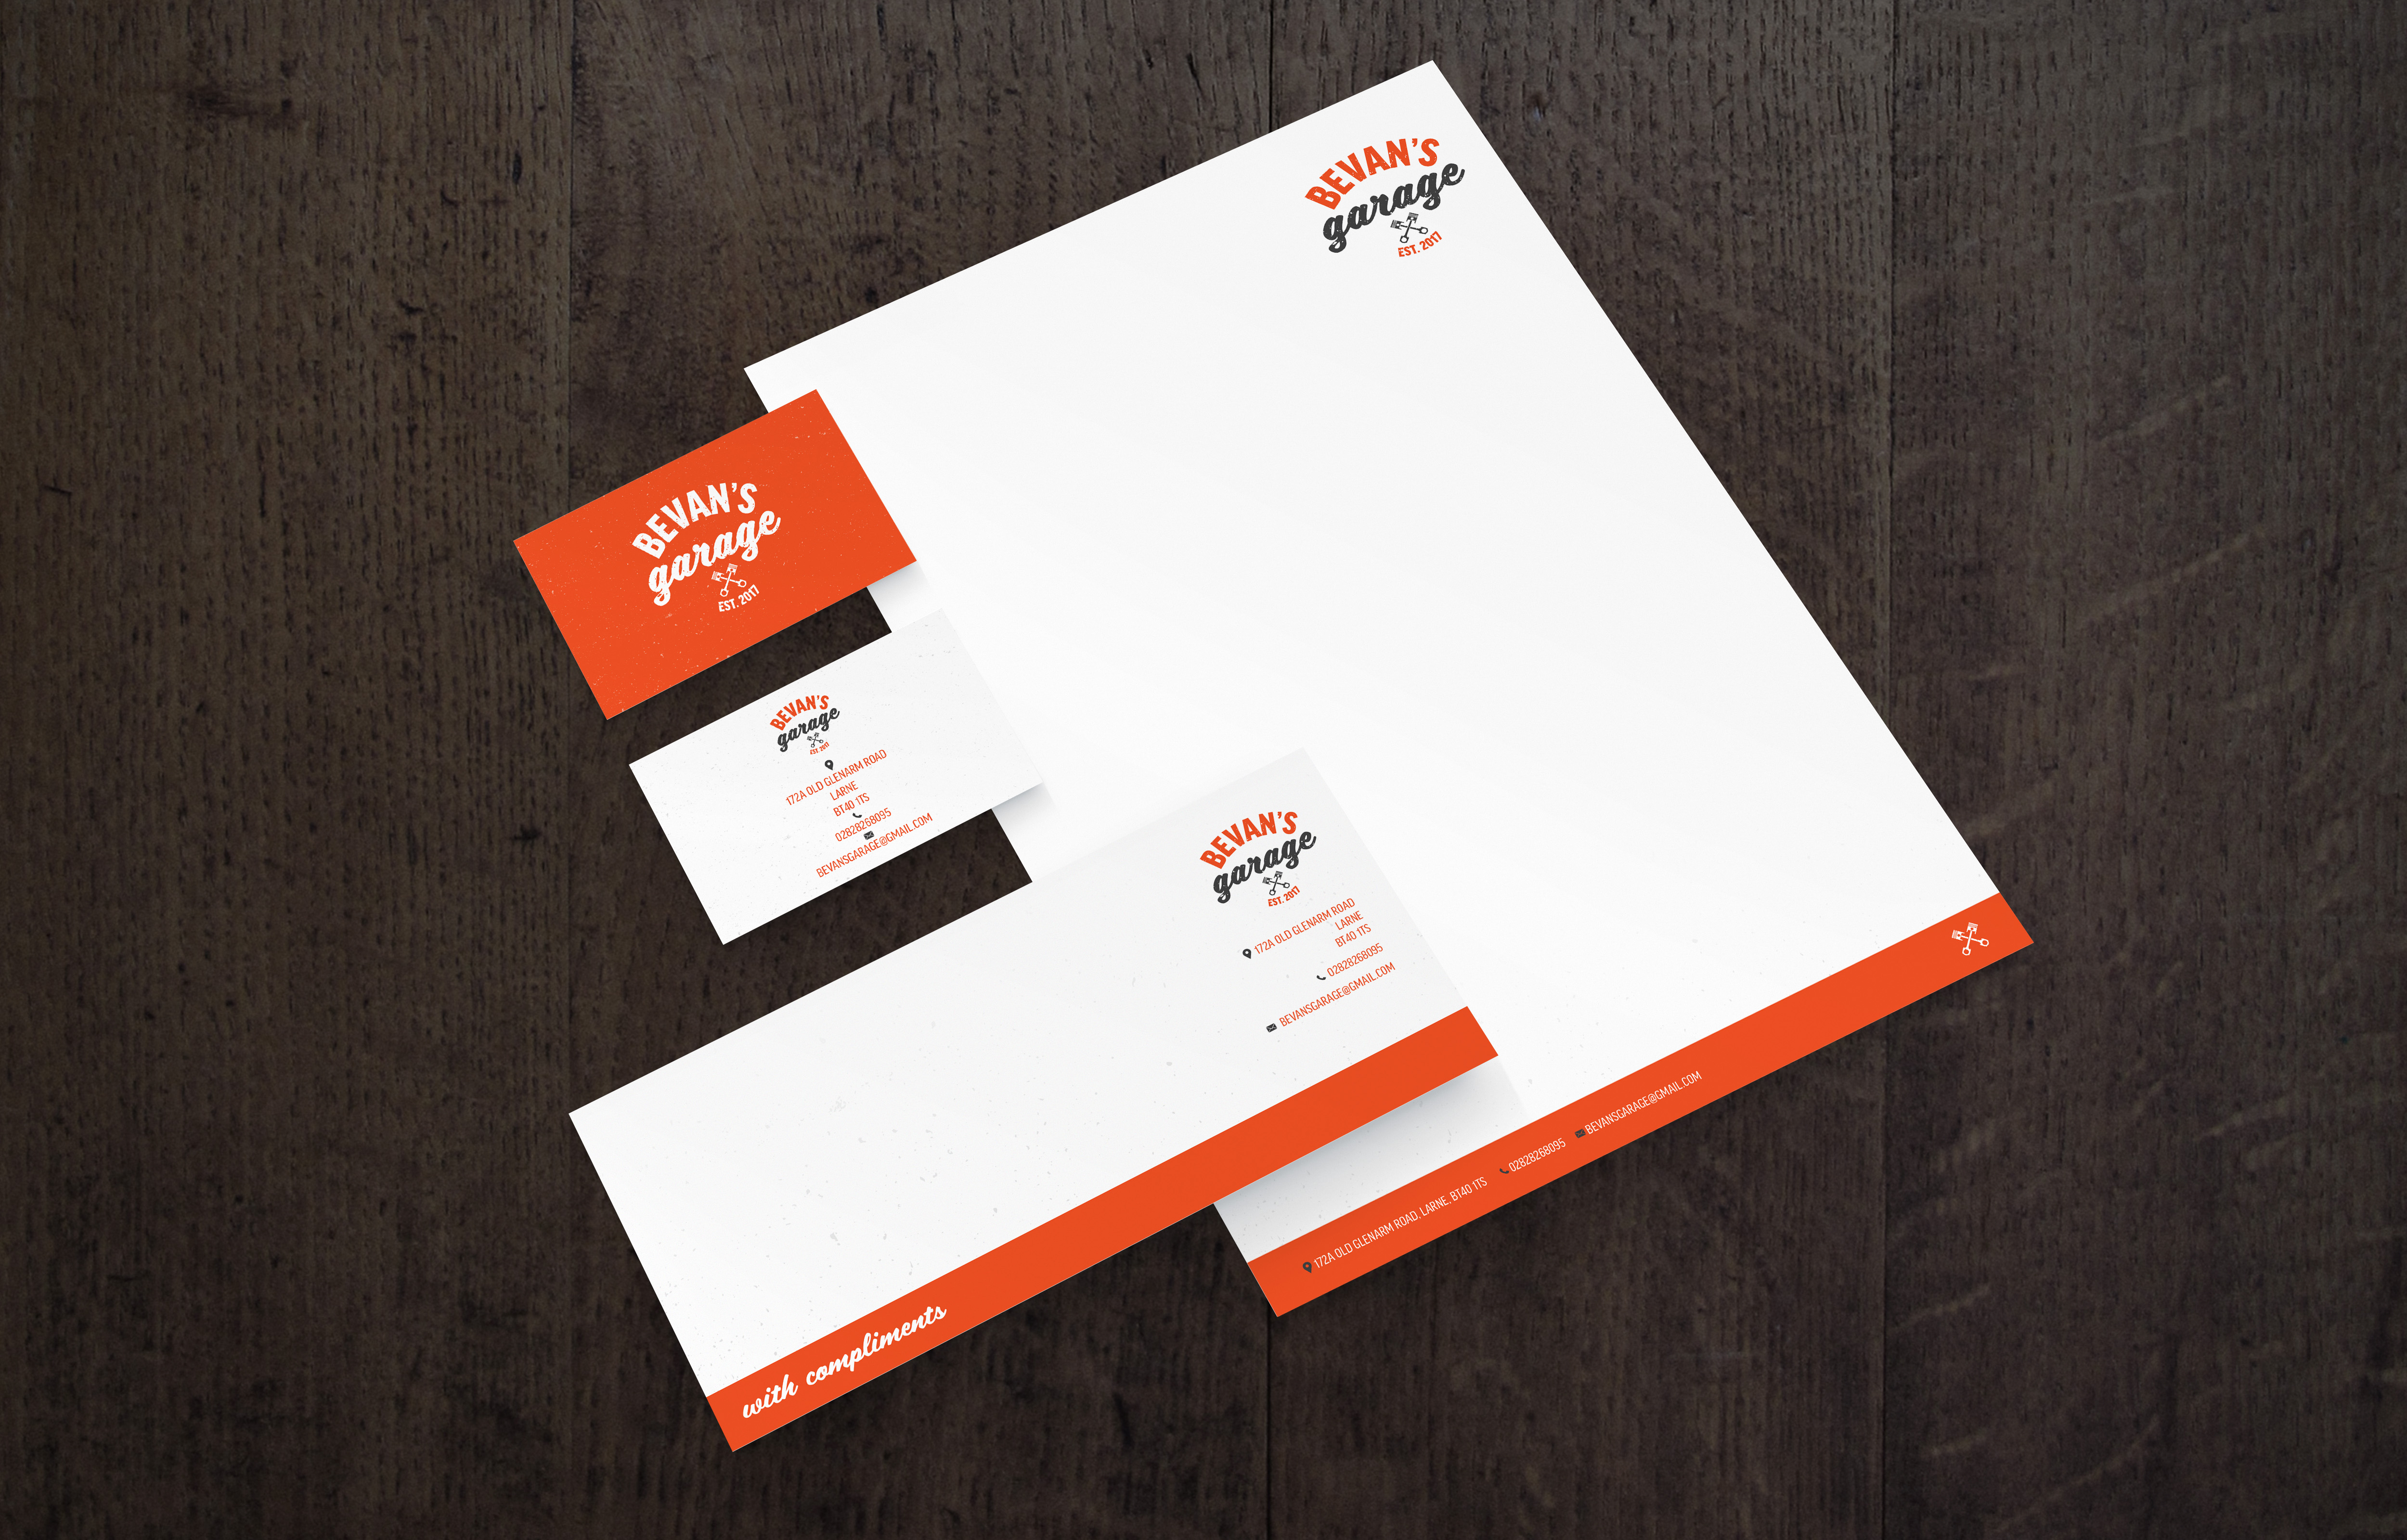 BEVAN'S
garage
EST. 2017
BEVAN'S
garage
EST. 2017
BEVAN'S
garage
EST. 2017
172A OLD GLENARM ROAD
LARNE
BT40 1TS
02828268095
BEVANSGARAGE@GMAIL.COM
BEVAN'S
garage
EST. 2017
172A OLD GLENARM ROAD
LARNE
BT40 1TS
02828268095
BEVANSGARAGE@GMAIL.COM
with compliments
172A OLD GLENARM ROAD, LARNE, BT40 1TS 02828268095 BEVANSGARAGE@GMAIL.COM